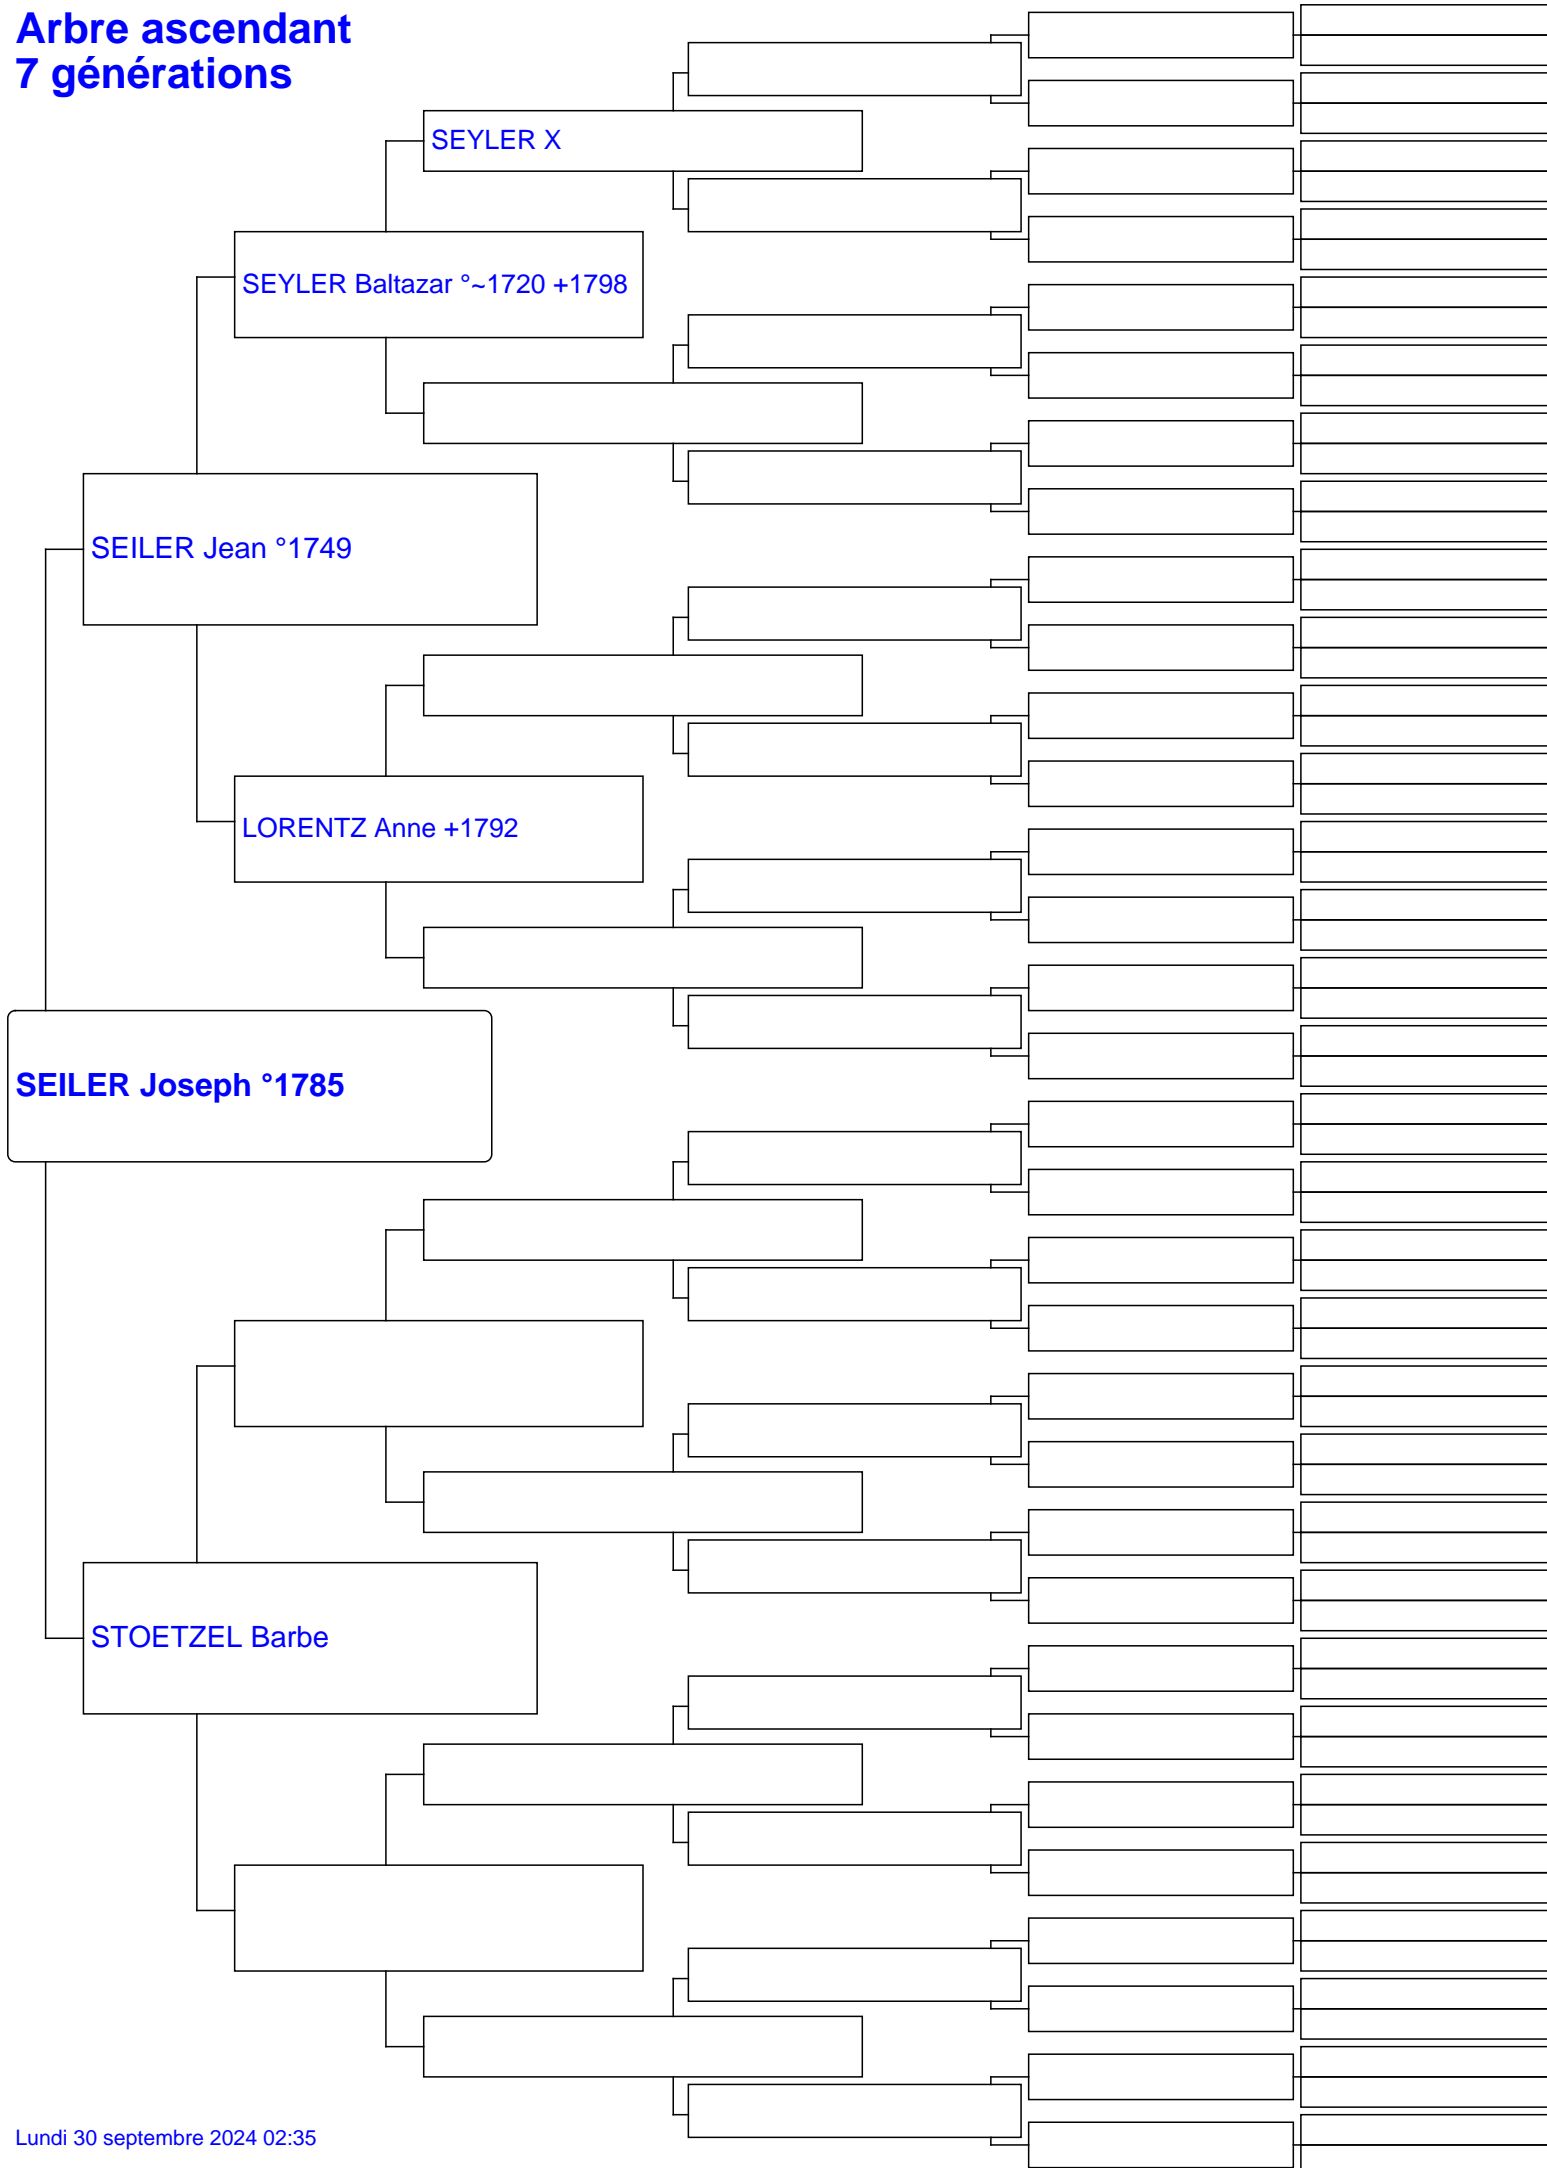 Arbre ascendant
7 générations
SEYLER X
SEYLER Baltazar °~1720 +1798
SEILER Jean °1749
LORENTZ Anne +1792
SEILER Joseph °1785
STOETZEL Barbe
Lundi 30 septembre 2024 02:35